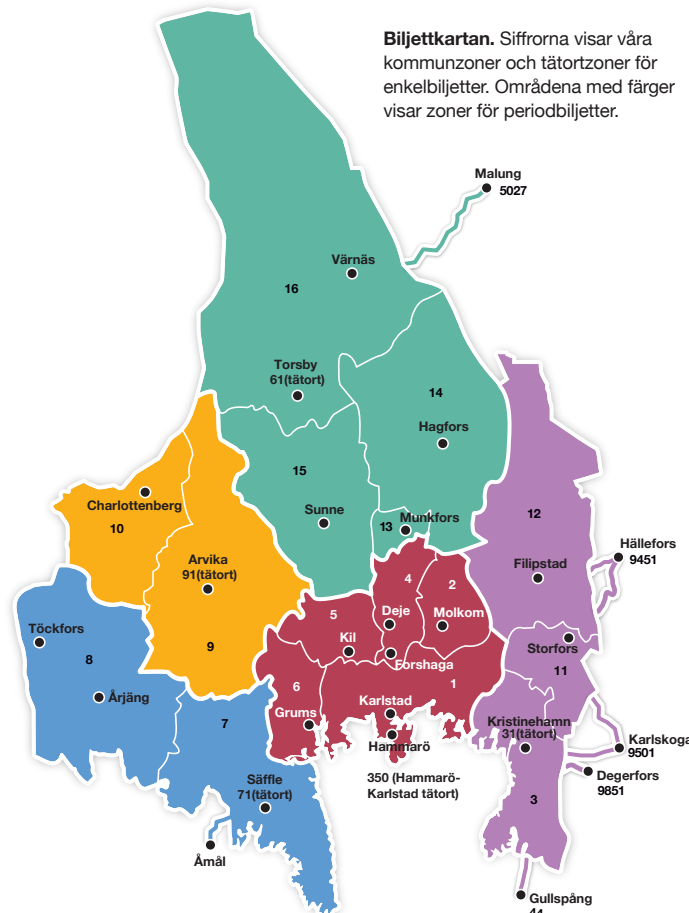 Biljettkartan. Siffrorna visar våra
kommunzoner och tätortzoner för
enkelbiljetter. Områdena med färger
visar zoner för periodbiljetter.
Malung
5027
Värnäs
16
Torsby
61(tätort)
14
Hagfors
15
Sunne
13
Munkfors
12
Charlottenberg
10
Hällefors
9451
Arvika
91(tätort)
Filipstad
4
2
Deje
Molkom
5
Kil
Töckfors
8
9
Storfors
11
Forshaga
6
1
Årjäng
Karlstad
7
Grums
Kristinehamn
31(tätort)
Hammarö
Karlskoga
9501
350 (Hammarö-
Karlstad tätort)
Degerfors
9851
Säffle
71(tätort)
3
Åmål
Gullspång
44